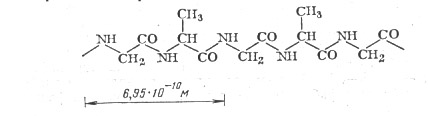 CH₃ CH₃
NH CO CH NH CO CH NH CO
CH₂ NH CO CH₂ NH CO CH₂
6,95·10⁻¹⁰ м